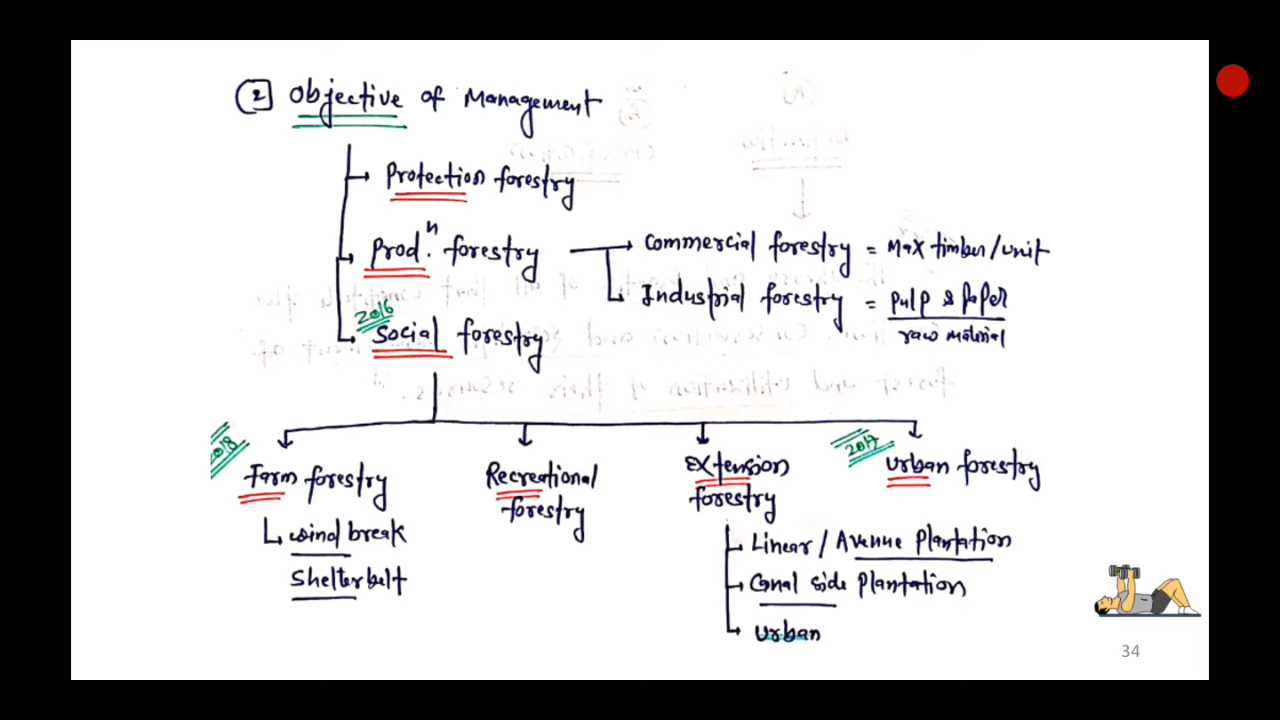 ② Objective of Management
Protection forestry
Prodⁿ. forestry → Commercial forestry = Max timber/unit
Industrial forestry = Pulp & Paper
raw material
2016
Social forestry
2018
2017
Farm forestry
Recreational forestry
Extension forestry
Urban forestry
wind break
Shelterbelt
Linear / Avenue Plantation
Canal side Plantation
Urban
34